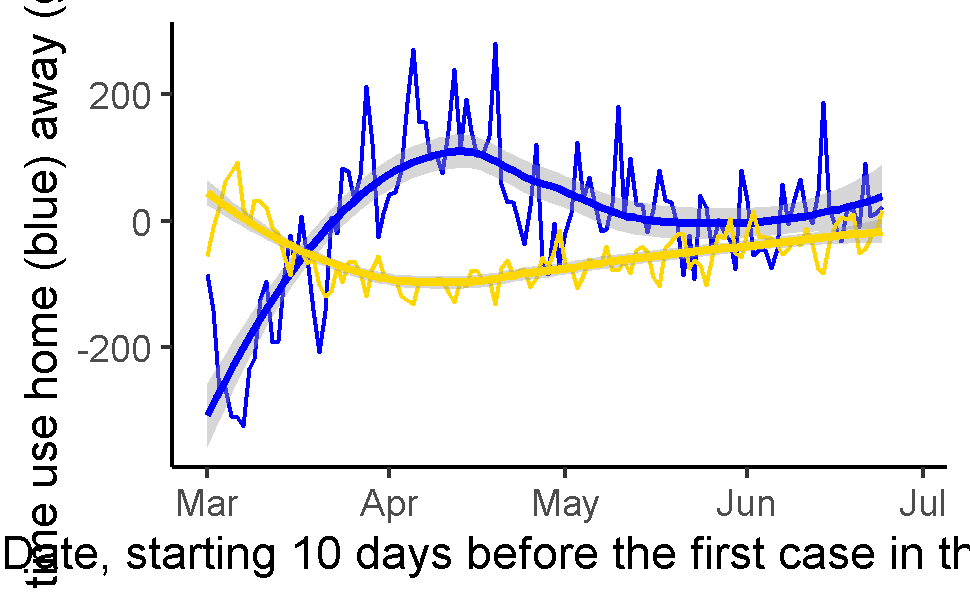 time use home (blue) away (
200
0
-200
Mar Apr May Jun Jul
Date, starting 10 days before the first case in th